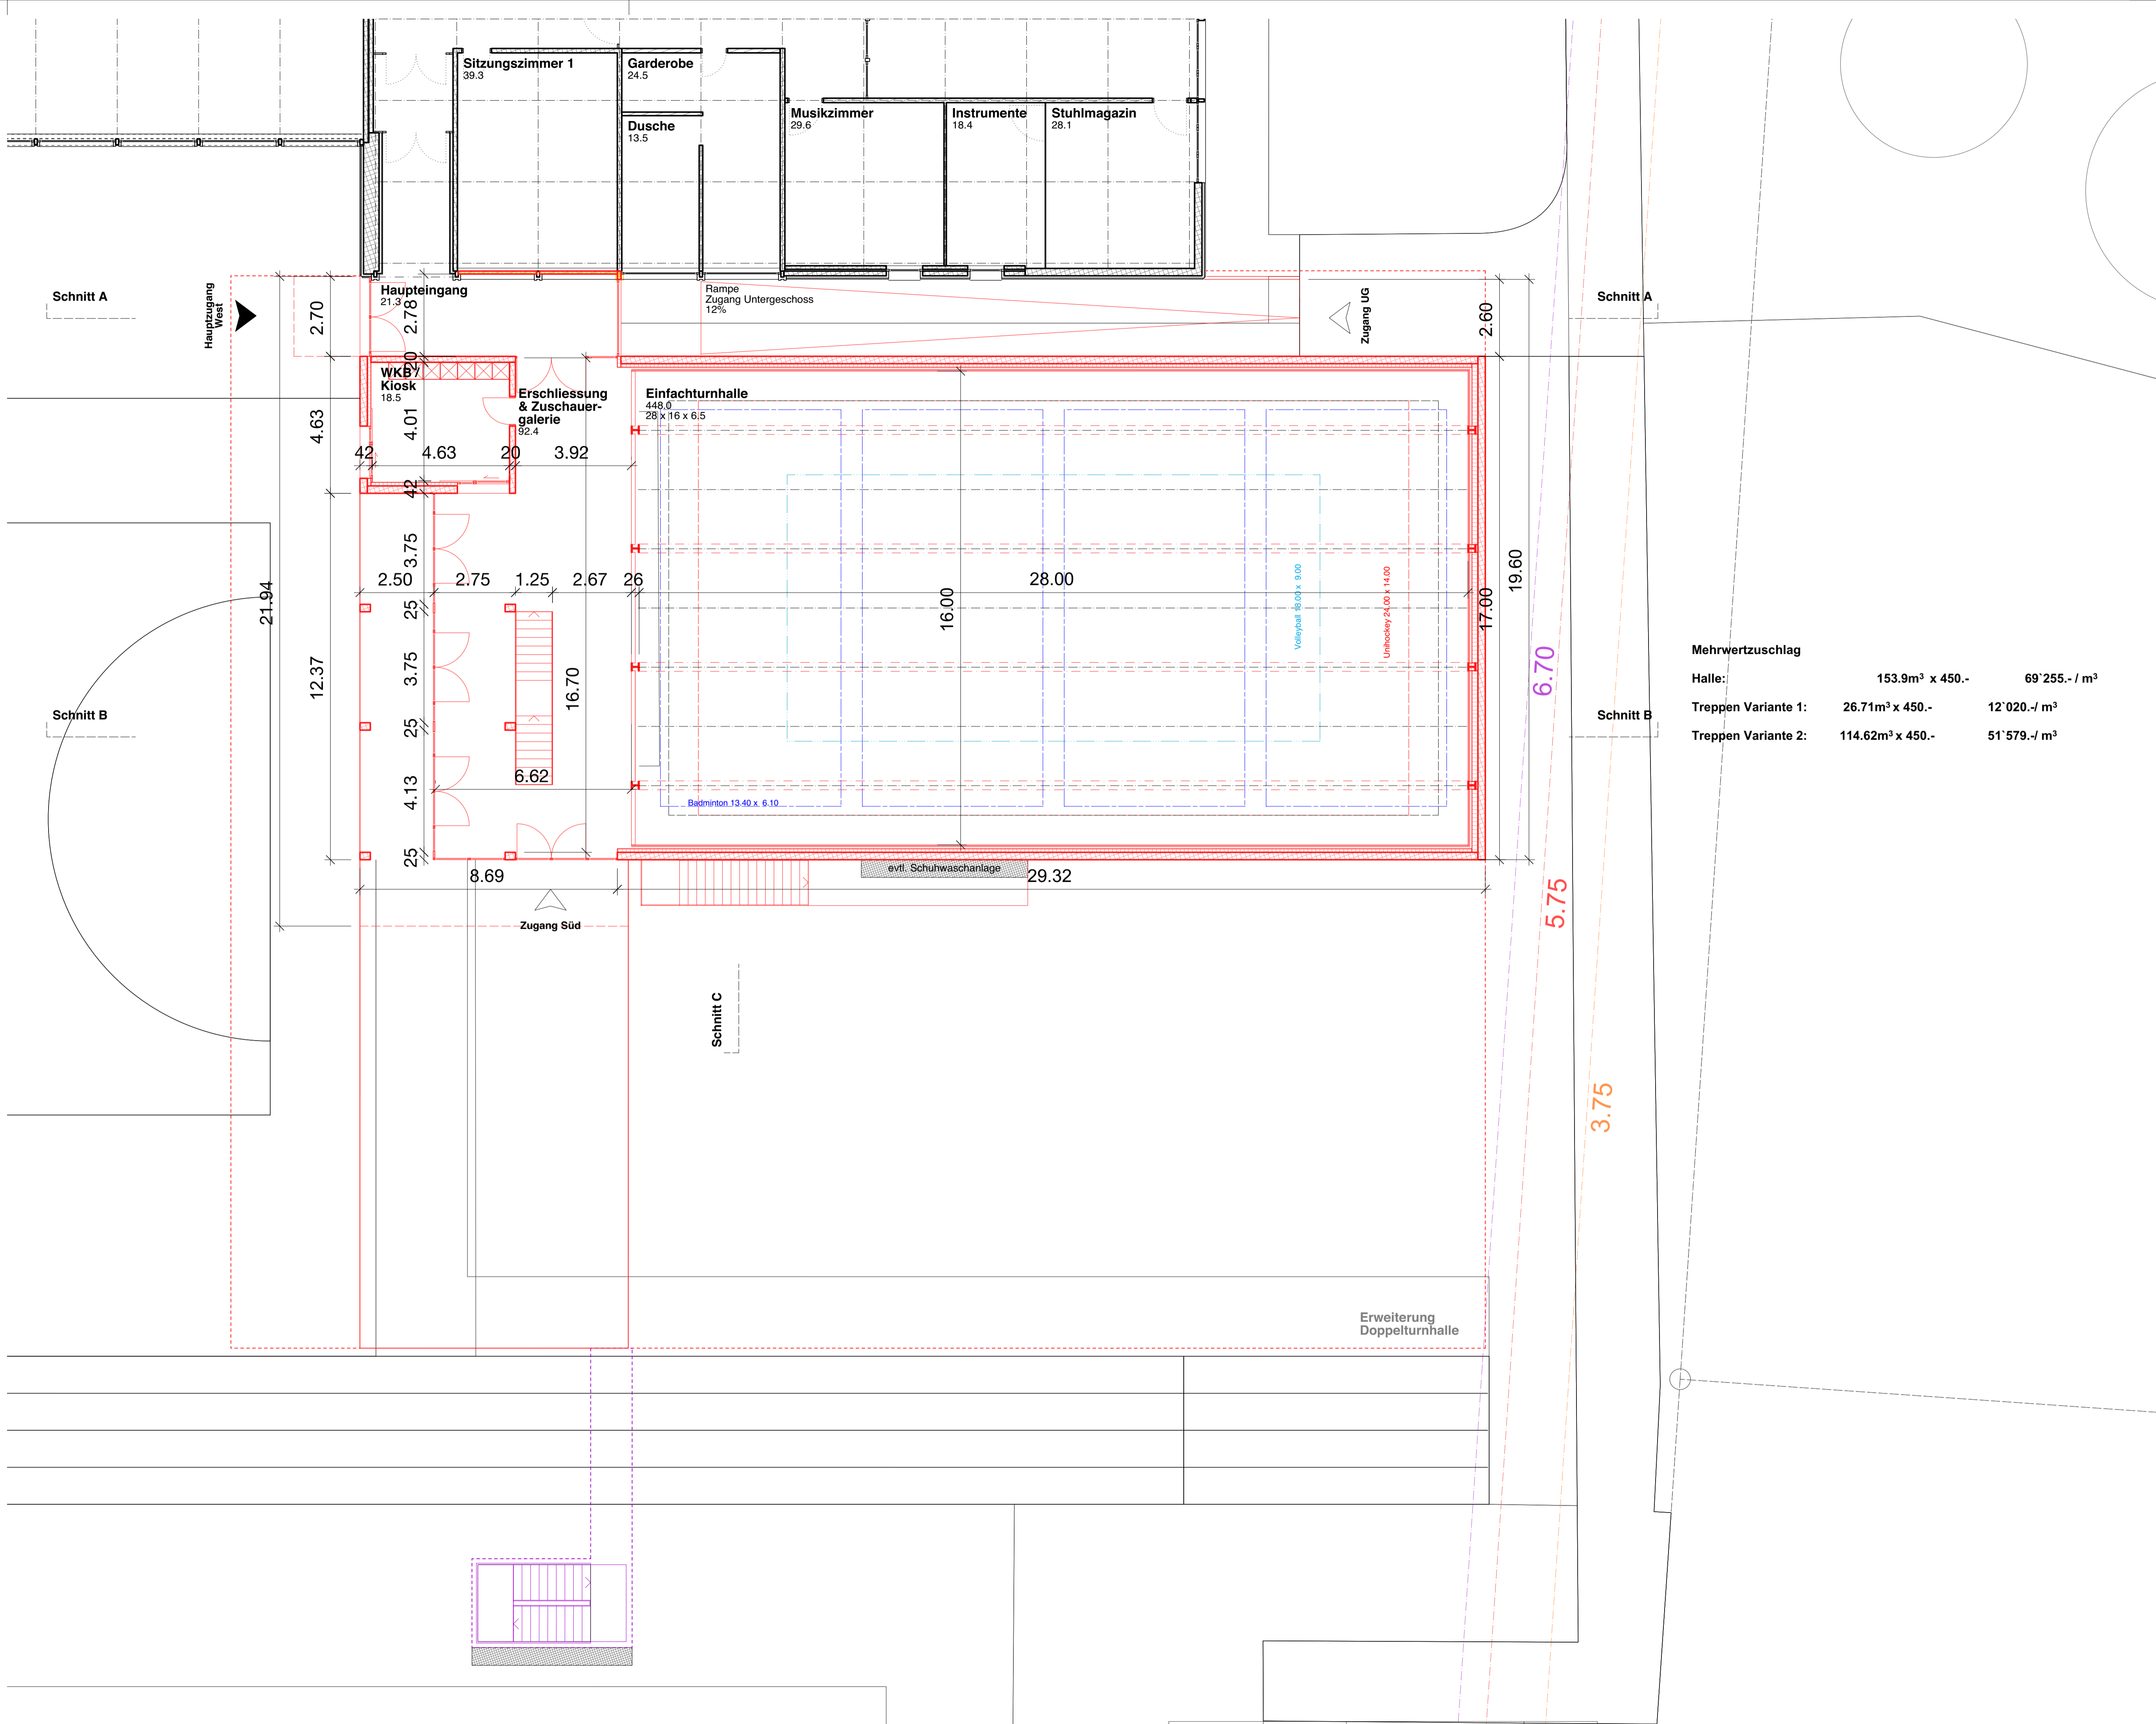 Sitzungszimmer 1
39.3
Garderobe
24.5
Dusche
13.5
Musikzimmer
29.6
Instrumente
18.4
Stuhlmagazin
28.1
Schnitt A
Hauptzugang
West
Haupteingang
21.3
Rampe
Zugang Untergeschoss
12%
Zugang UG
Schnitt A
2.70
2.78
2.60
20
WKB /
Kiosk
18.5
Erschliessung
& Zuschauer-
galerie
92.4
Einfachturnhalle
448.0
28 x 16 x 6.5
4.63
4.01
42
4.63
20
3.92
42
3.75
2.50
2.75
1.25
2.67
26
28.00
21.94
25
16.00
Volleyball 18.00 x 9.00
Unihockey 24.00 x 14.00
17.00
19.60
12.37
3.75
16.70
6.70
Schnitt B
25
Schnitt B
Mehrwertzuschlag
Halle: 153.9m³ x 450.- 69`255.- / m³
Treppen Variante 1: 26.71m³ x 450.- 12`020.-/ m³
Treppen Variante 2: 114.62m³ x 450.- 51`579.-/ m³
4.13
6.62
Badminton 13.40 x 6.10
25
8.69
evtl. Schuhwaschanlage
29.32
5.75
Zugang Süd
Schnitt C
3.75
Erweiterung
Doppelturnhalle